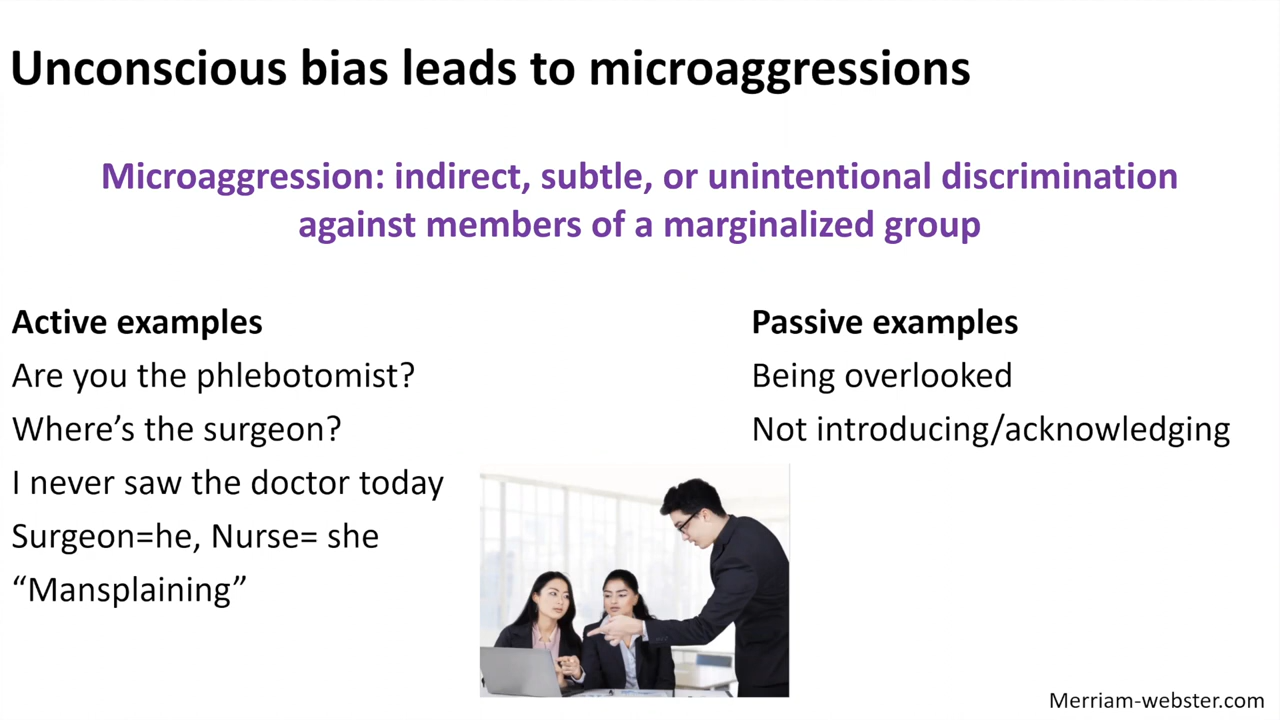 Unconscious bias leads to microaggressions
Microaggression: indirect, subtle, or unintentional discrimination
against members of a marginalized group
Active examples
Are you the phlebotomist?
Where’s the surgeon?
I never saw the doctor today
Surgeon=he, Nurse= she
“Mansplaining”
Passive examples
Being overlooked
Not introducing/acknowledging
Merriam-webster.com